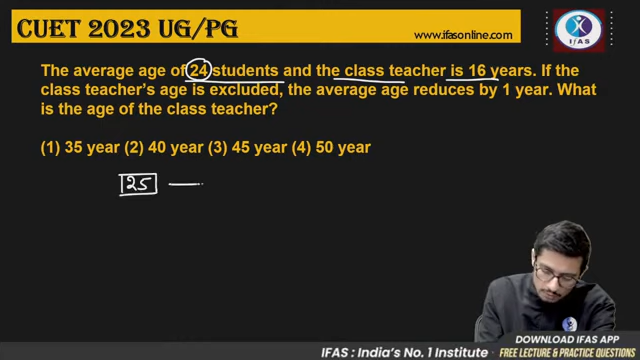 CUET 2023 UG/PG
www.ifasonline.com
iFAS
The average age of 24 students and the class teacher is 16 years. If the
class teacher's age is excluded, the average age reduces by 1 year. What
is the age of the class teacher?
(1) 35 year (2) 40 year (3) 45 year (4) 50 year
25
DOWNLOAD IFAS APP
IFAS : India's No. 1 Institute
FREE LECTURE & PRACTICE QUESTIONS